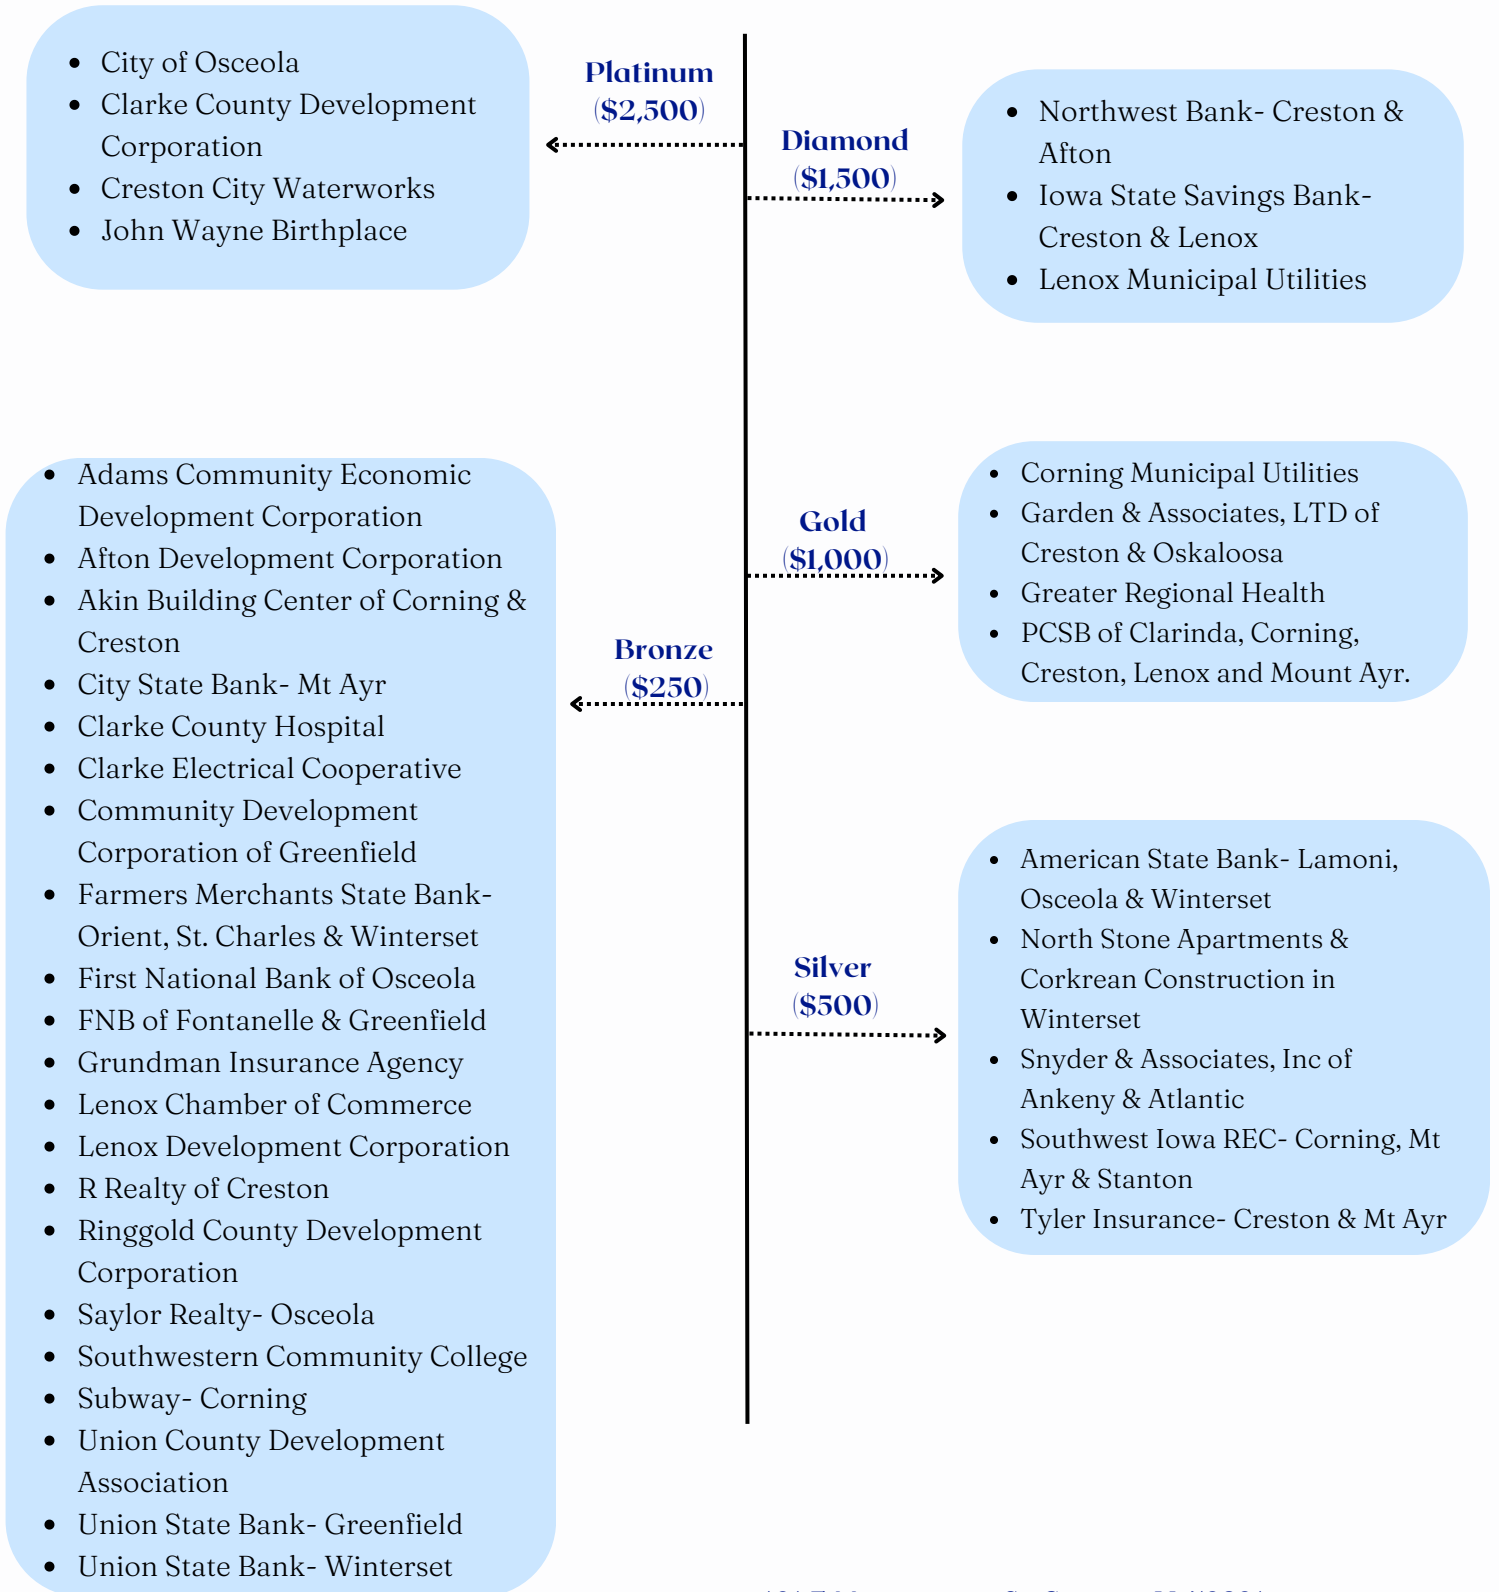 City of Osceola
Clarke County Development
Corporation
Creston City Waterworks
John Wayne Birthplace
Platinum
($2,500)
Diamond
($1,500)
Northwest Bank- Creston &
Afton
Iowa State Savings Bank-
Creston & Lenox
Lenox Municipal Utilities
Adams Community Economic
Development Corporation
Afton Development Corporation
Akin Building Center of Corning &
Creston
City State Bank- Mt Ayr
Clarke County Hospital
Clarke Electrical Cooperative
Community Development
Corporation of Greenfield
Farmers Merchants State Bank-
Orient, St. Charles & Winterset
First National Bank of Osceola
FNB of Fontanelle & Greenfield
Grundman Insurance Agency
Lenox Chamber of Commerce
Lenox Development Corporation
R Realty of Creston
Ringgold County Development
Corporation
Saylor Realty- Osceola
Southwestern Community College
Subway- Corning
Union County Development
Association
Union State Bank- Greenfield
Union State Bank- Winterset
Bronze
($250)
Gold
($1,000)
Corning Municipal Utilities
Garden & Associates, LTD of
Creston & Oskaloosa
Greater Regional Health
PCSB of Clarinda, Corning,
Creston, Lenox and Mount Ayr.
Silver
($500)
American State Bank- Lamoni,
Osceola & Winterset
North Stone Apartments &
Corkrean Construction in
Winterset
Snyder & Associates, Inc of
Ankeny & Atlantic
Southwest Iowa REC- Corning, Mt
Ayr & Stanton
Tyler Insurance- Creston & Mt Ayr